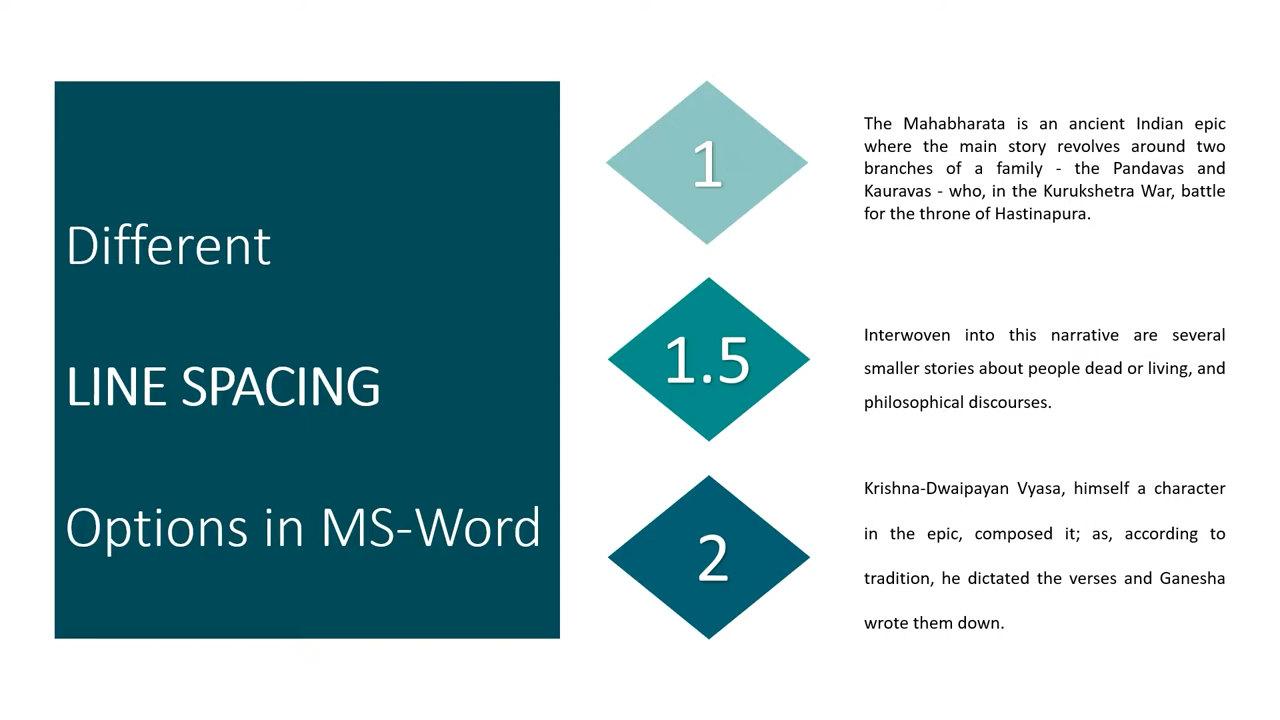 Different
LINE SPACING
Options in MS-Word
1
The Mahabharata is an ancient Indian epic
where the main story revolves around two
branches of a family - the Pandavas and
Kauravas - who, in the Kurukshetra War, battle
for the throne of Hastinapura.
1.5
Interwoven into this narrative are several
smaller stories about people dead or living, and
philosophical discourses.
2
Krishna-Dwaipayan Vyasa, himself a character
in the epic, composed it; as, according to
tradition, he dictated the verses and Ganesha
wrote them down.